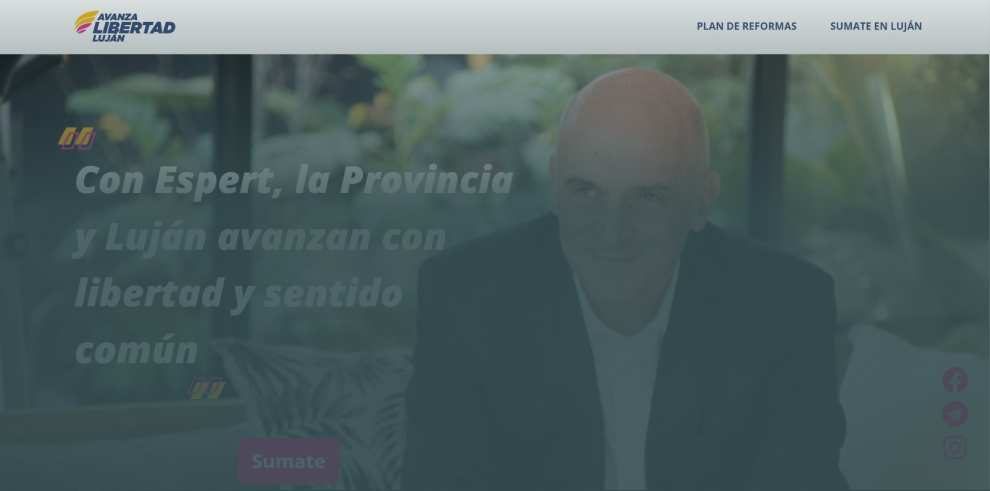 AVANZA
LIBERTAD
LUJÁN
PLAN DE REFORMAS
SUMATE EN LUJÁN
Con Espert, la Provincia
y Luján avanzan con
libertad y sentido
común
Sumate